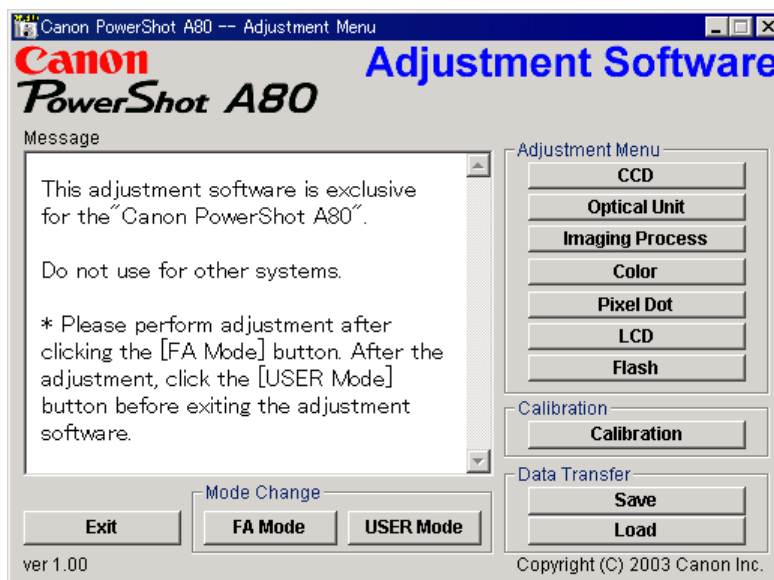 Canon PowerShot A80 -- Adjustment Menu
Canon
PowerShot A80
Adjustment Software
Message
This adjustment software is exclusive
for the"Canon PowerShot A80".
Do not use for other systems.
* Please perform adjustment after
clicking the [FA Mode] button. After the
adjustment, click the [USER Mode]
button before exiting the adjustment
software.
Adjustment Menu
CCD
Optical Unit
Imaging Process
Color
Pixel Dot
LCD
Flash
Calibration
Calibration
Data Transfer
Save
Load
Mode Change
Exit
FA Mode
USER Mode
ver 1.00
Copyright (C) 2003 Canon Inc.